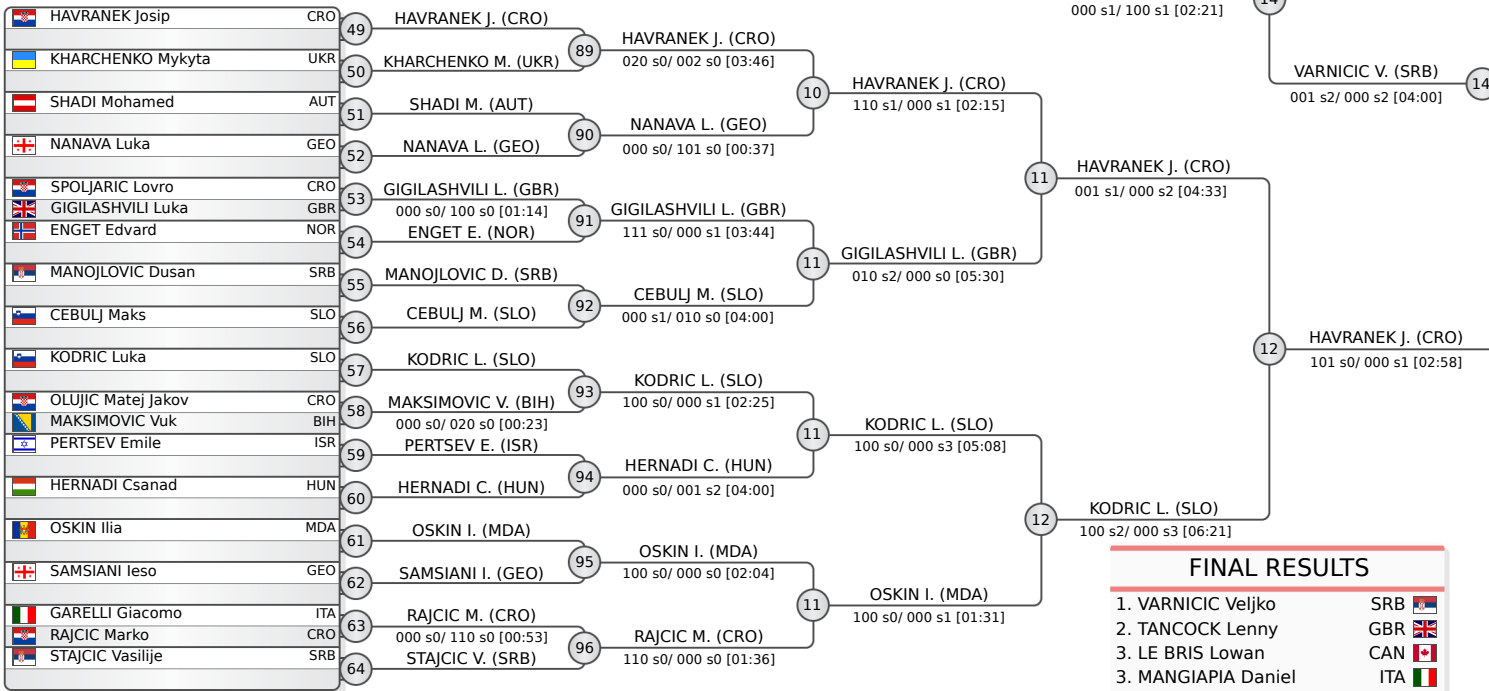 HAVRANEK Josip CRO
KHARCHENKO Mykyta UKR
SHADI Mohamed AUT
NANAVA Luka GEO
SPOLJARIC Lovro CRO
GIGILASHVILI Luka GBR
ENGET Edvard NOR
MANOJLOVIC Dusan SRB
CEBULJ Maks SLO
KODRIC Luka SLO
OLUJIC Matej Jakov CRO
MAKSIMOVIC Vuk BIH
PERTSEV Emile ISR
HERNADI Csanad HUN
OSKIN Ilia MDA
SAMSIANI Ieso GEO
GARELLI Giacomo ITA
RAJCIC Marko CRO
STAJCIC Vasilije SRB
49
50
51
52
53
54
55
56
57
58
59
60
61
62
63
64
HAVRANEK J. (CRO)
KHARCHENKO M. (UKR)
SHADI M. (AUT)
NANAVA L. (GEO)
GIGILASHVILI L. (GBR)
000 s0/ 100 s0 [01:14]
ENGET E. (NOR)
MANOJLOVIC D. (SRB)
CEBULJ M. (SLO)
KODRIC L. (SLO)
MAKSIMOVIC V. (BIH)
000 s0/ 020 s0 [00:23]
PERTSEV E. (ISR)
HERNADI C. (HUN)
OSKIN I. (MDA)
SAMSIANI I. (GEO)
RAJCIC M. (CRO)
000 s0/ 110 s0 [00:53]
STAJCIC V. (SRB)
89
90
91
92
93
94
95
96
HAVRANEK J. (CRO)
020 s0/ 002 s0 [03:46]
NANAVA L. (GEO)
000 s0/ 101 s0 [00:37]
GIGILASHVILI L. (GBR)
111 s0/ 000 s1 [03:44]
CEBULJ M. (SLO)
000 s1/ 010 s0 [04:00]
KODRIC L. (SLO)
100 s0/ 000 s1 [02:25]
HERNADI C. (HUN)
000 s0/ 001 s2 [04:00]
OSKIN I. (MDA)
100 s0/ 000 s0 [02:04]
RAJCIC M. (CRO)
110 s0/ 000 s0 [01:36]
10
11
11
11
HAVRANEK J. (CRO)
110 s1/ 000 s1 [02:15]
GIGILASHVILI L. (GBR)
010 s2/ 000 s0 [05:30]
KODRIC L. (SLO)
100 s0/ 000 s3 [05:08]
OSKIN I. (MDA)
100 s0/ 000 s1 [01:31]
11
12
000 s1/ 100 s1 [02:21]
HAVRANEK J. (CRO)
001 s1/ 000 s2 [04:33]
KODRIC L. (SLO)
100 s2/ 000 s3 [06:21]
14
12
VARNICIC V. (SRB)
001 s2/ 000 s2 [04:00]
14
HAVRANEK J. (CRO)
101 s0/ 000 s1 [02:58]
FINAL RESULTS
1. VARNICIC Veljko SRB
2. TANCOCK Lenny GBR
3. LE BRIS Lowan CAN
3. MANGIAPIA Daniel ITA